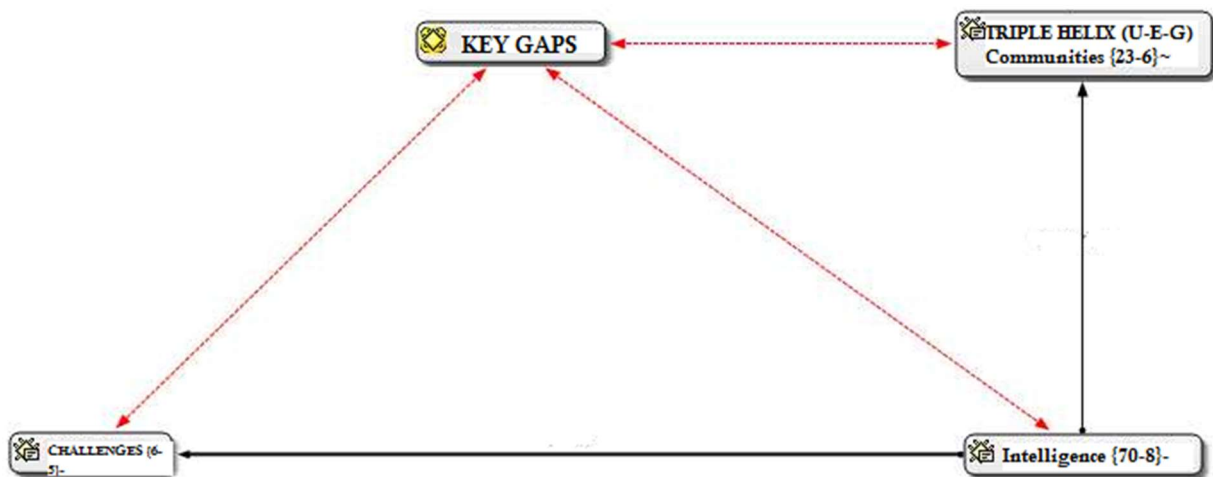 KEY GAPS
TRIPLE HELIX (U-E-G)
Communities {23-6}~
CHALLENGES {6-
5}-
Intelligence {70-8}-